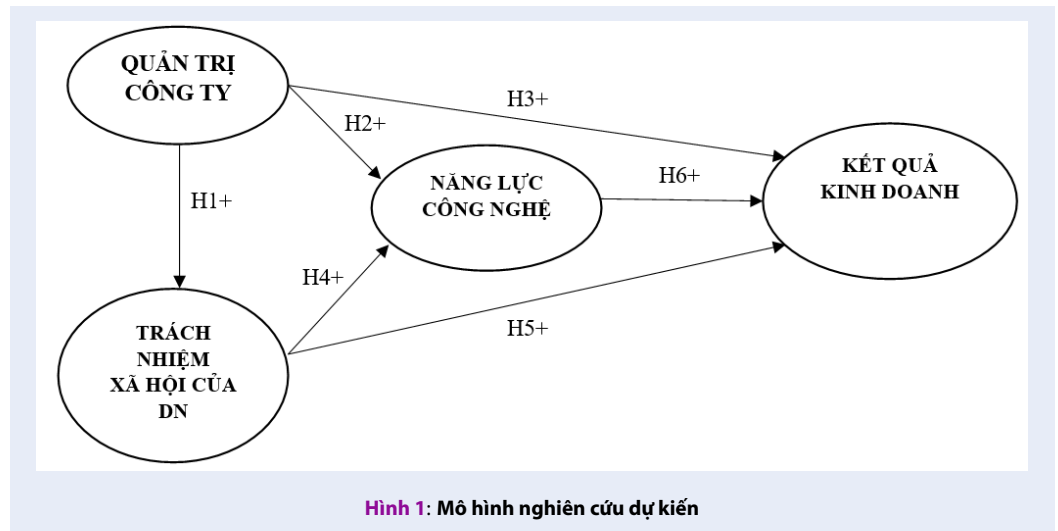 QUẢN TRỊ
CÔNG TY
H3+
H2+
NĂNG LỰC
CÔNG NGHỆ
H6+
KẾT QUẢ
KINH DOANH
H1+
H4+
TRÁCH
NHIỆM
XÃ HỘI CỦA
DN
H5+
Hình 1: Mô hình nghiên cứu dự kiến